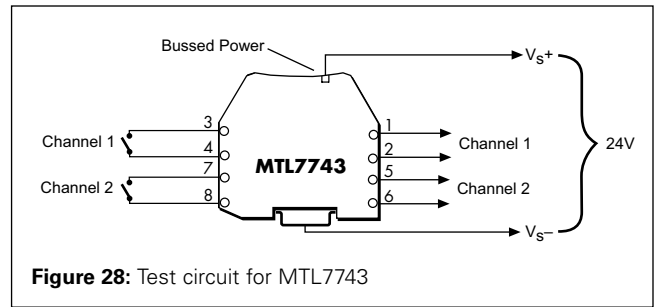 Bussed Power
Vs+
3
1
Channel 1
4
2
Channel 1
MTL7743
24V
7
5
Channel 2
8
6
Channel 2
Vs–
Figure 28: Test circuit for MTL7743